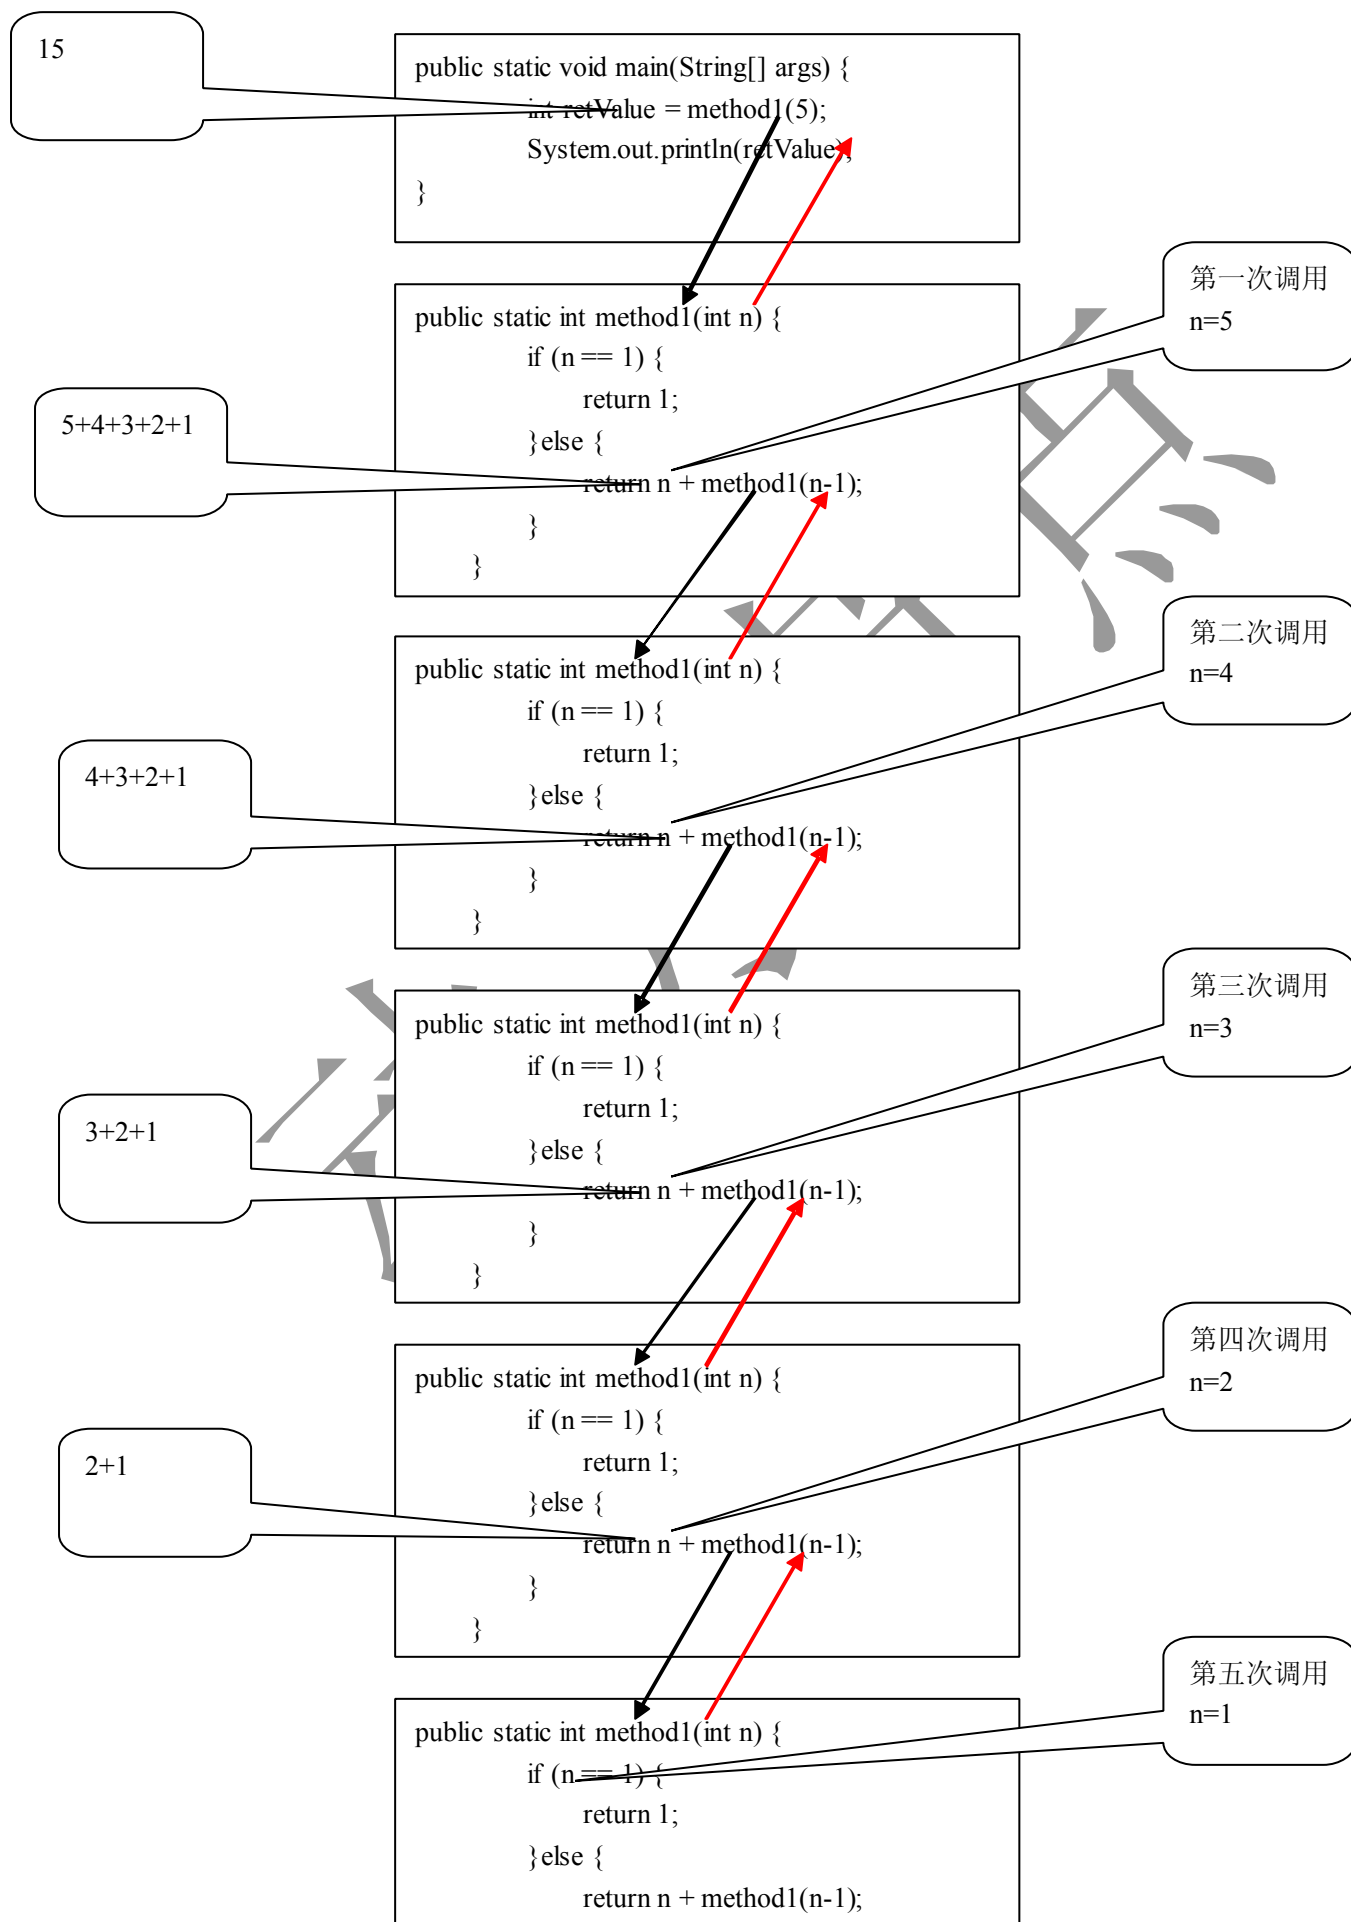 15
public static void main(String[] args) {
int retValue = method1(5);
System.out.println(retValue);
}
第一次调用
n=5
public static int method1(int n) {
if (n == 1) {
return 1;
}else {
return n + method1(n-1);
}
}
5+4+3+2+1
第二次调用
n=4
public static int method1(int n) {
if (n == 1) {
return 1;
}else {
return n + method1(n-1);
}
}
4+3+2+1
第三次调用
n=3
public static int method1(int n) {
if (n == 1) {
return 1;
}else {
return n + method1(n-1);
}
}
3+2+1
第四次调用
n=2
public static int method1(int n) {
if (n == 1) {
return 1;
}else {
return n + method1(n-1);
}
}
2+1
第五次调用
n=1
public static int method1(int n) {
if (n == 1) {
return 1;
}else {
return n + method1(n-1);